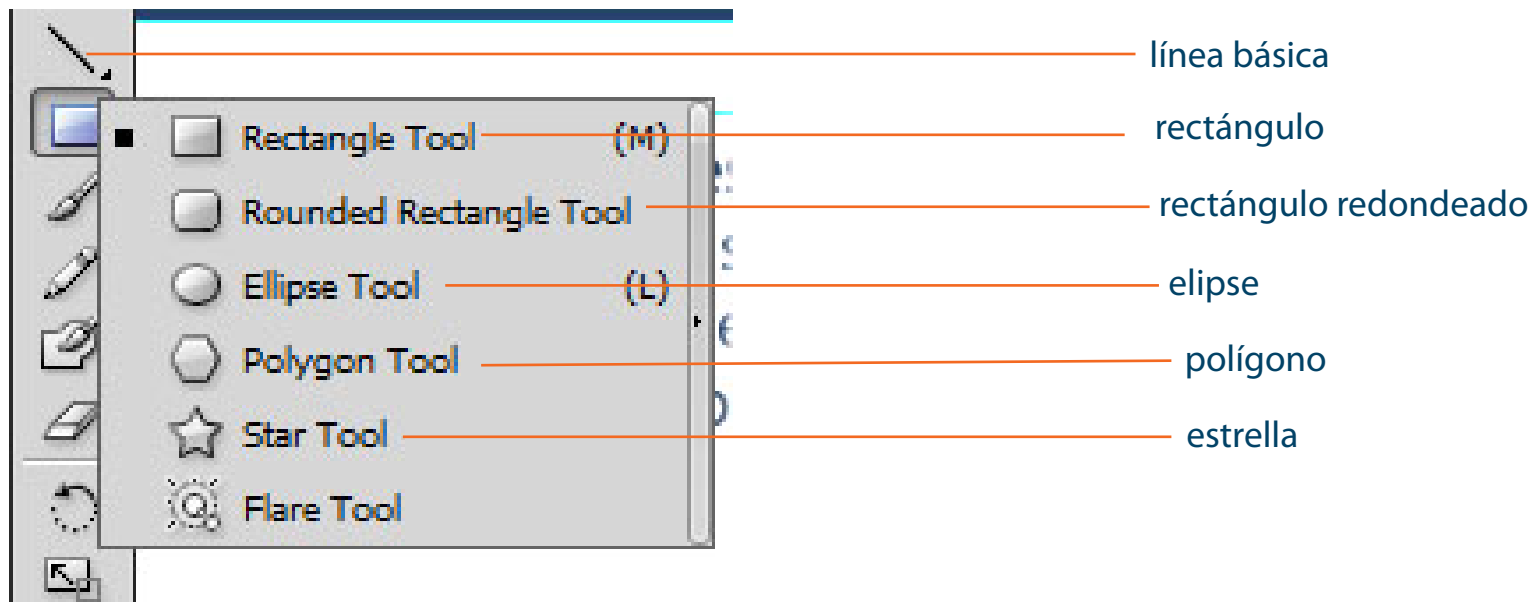 línea básica
Rectangle Tool (M) rectángulo
Rounded Rectangle Tool rectángulo redondeado
Ellipse Tool (L) elipse
Polygon Tool polígono
Star Tool estrella
Flare Tool